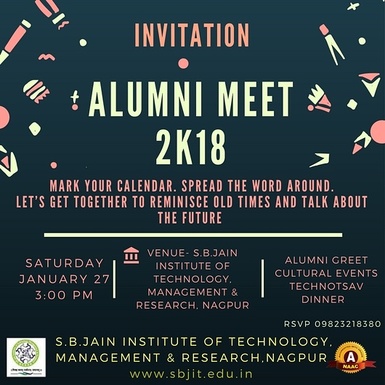 INVITATION
ALUMNI MEET
2K18
MARK YOUR CALENDAR. SPREAD THE WORD AROUND.
LET'S GET TOGETHER TO REMINISCE OLD TIMES AND TALK ABOUT
THE FUTURE
SATURDAY
JANUARY 27
3:00 PM
VENUE- S.B.JAIN
INSTITUTE OF
TECHNOLOGY,
MANAGEMENT &
RESEARCH, NAGPUR
ALUMNI GREET
CULTURAL EVENTS
TECHNOTSAV
DINNER
RSVP 09823218380
S.B.JAIN INSTITUTE OF TECHNOLOGY,
MANAGEMENT & RESEARCH,NAGPUR
www.sbjit.edu.in
A
NAAC